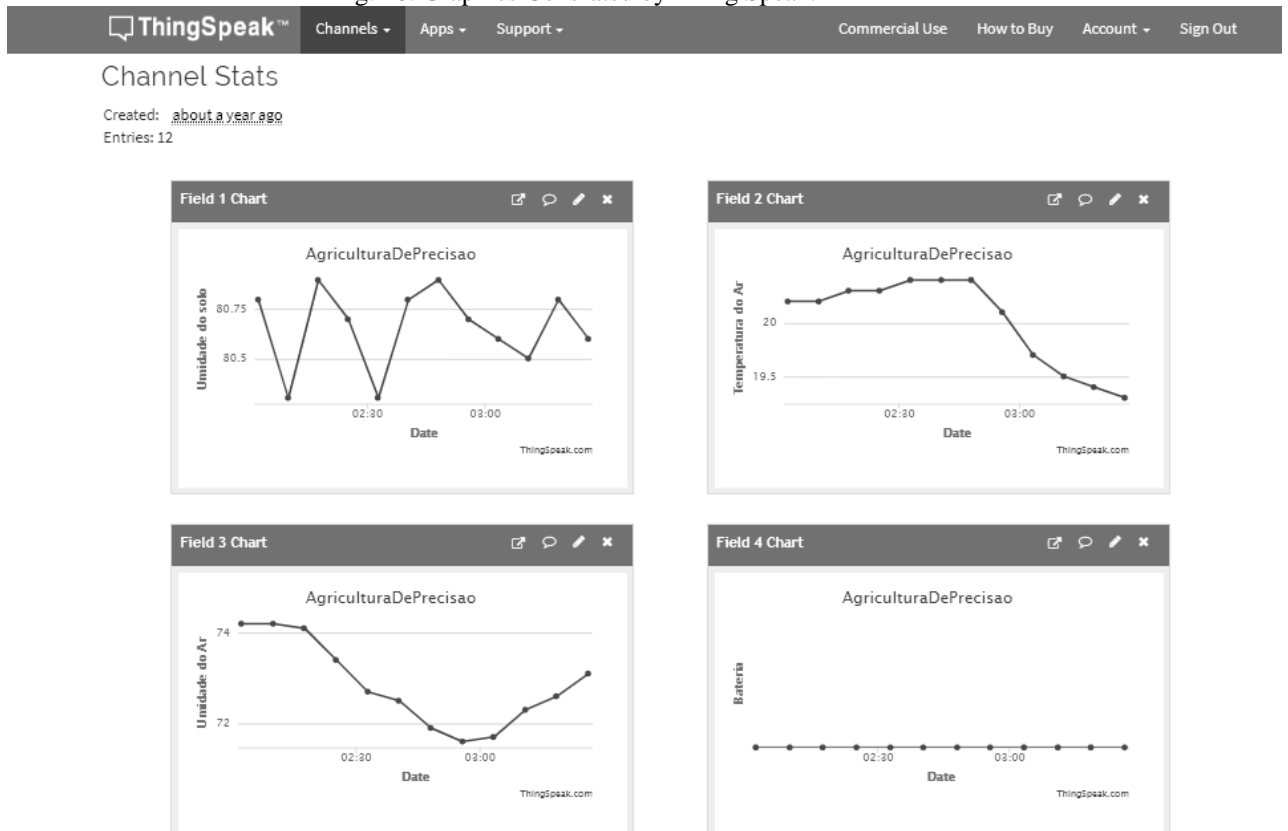 ThingSpeak™ Channels Apps Support Commercial Use How to Buy Account Sign Out
Channel Stats
Created: about a year ago
Entries: 12
Field 1 Chart
AgriculturaDePrecisao
Umidade do solo
80.75
80.5
02:30 03:00
Date
ThingSpeak.com
Field 2 Chart
AgriculturaDePrecisao
Temperatura do Ar
20
19.5
02:30 03:00
Date
ThingSpeak.com
Field 3 Chart
AgriculturaDePrecisao
Umidade do Ar
74
72
02:30 03:00
Date
ThingSpeak.com
Field 4 Chart
AgriculturaDePrecisao
Bateria
02:30 03:00
Date
ThingSpeak.com